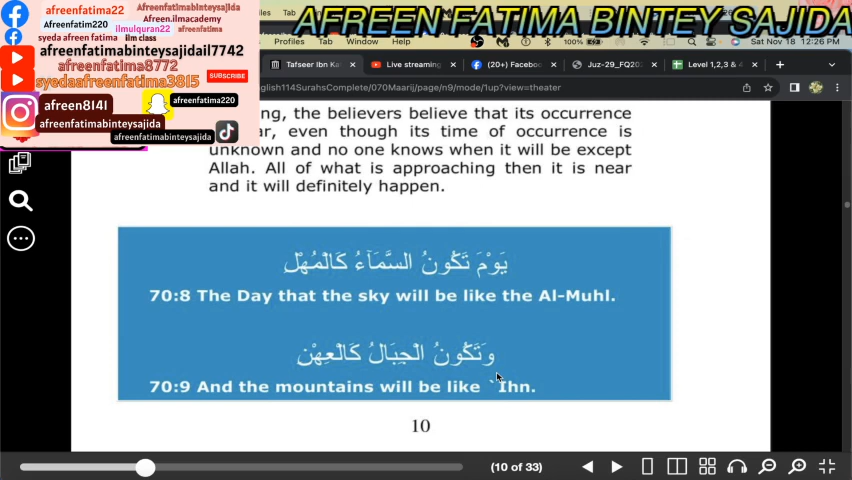 AFREEN FATIMA BINTEY SAJIDA
afreenfatima22
Afreenfatimabinteysajida
Afreenfatim220
Afreen.ilmacademy
ilmulquran22
afreenfatima
syeda afreen fatima
ilm class
afreenfatimabinteysajidail7742
afreenfatima8772
syedaafreenfatima3815
SUBSCRIBE
afreen8141
afreenfatima220
afreenfatimabinteysajida
afreenfatimabinteysajida
Profiles Tab Window Help
100% Sat Nov 18 12:26 PM
Tafseer Ibn Ka
Live streaming
(20+) Faceboo
Juz-29_FQ202
Level 1,2,3 &
glish114SurahsComplete/070Maarij/page/n9/mode/1up?view=theater
ng, the believers believe that its occurrence
ar, even though its time of occurrence is
unknown and no one knows when it will be except
Allah. All of what is approaching then it is near
and it will definitely happen.
يَوْمَ تَكُونُ السَّمَآءُ كَالْمُهْلِ
70:8 The Day that the sky will be like the Al-Muhl.
وَتَكُونُ الْجِبَالُ كَالْعِهْنِ
70:9 And the mountains will be like `Ihn.
10
(10 of 33)